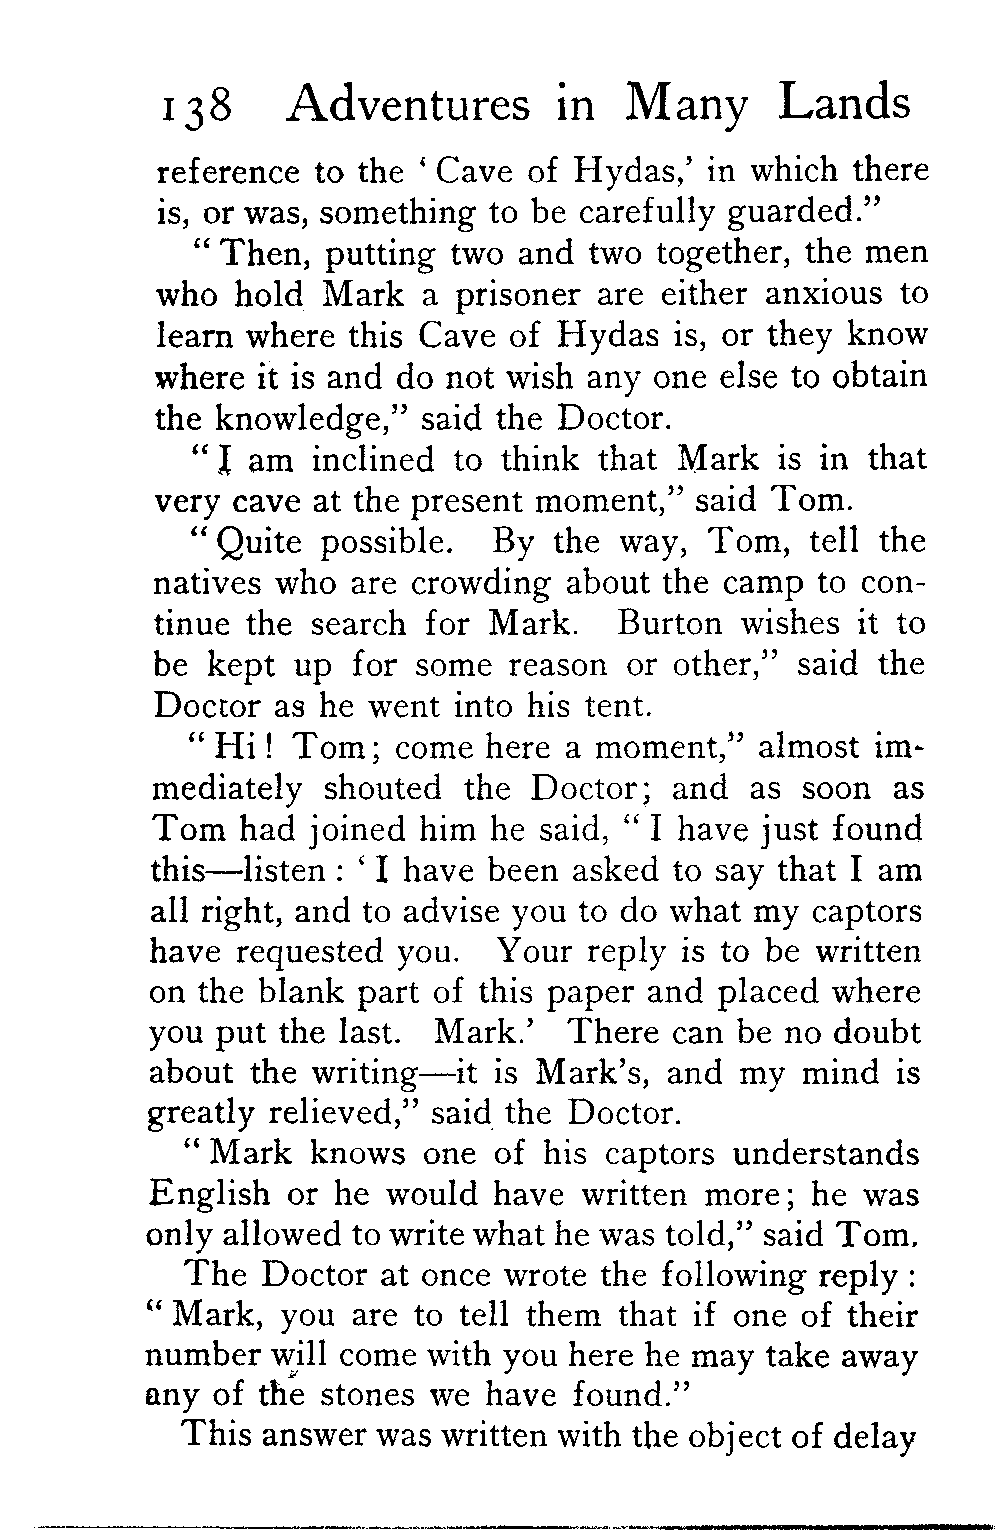 138 Adventures in Many Lands
reference to the ‘Cave of Hydas,’ in which there
is, or was, something to be carefully guarded.”
“Then, putting two and two together, the men
who hold Mark a prisoner are either anxious to
learn where this Cave of Hydas is, or they know
where it is and do not wish any one else to obtain
the knowledge,” said the Doctor.
“I am inclined to think that Mark is in that
very cave at the present moment,” said Tom.
“Quite possible. By the way, Tom, tell the
natives who are crowding about the camp to con-
tinue the search for Mark. Burton wishes it to
be kept up for some reason or other,” said the
Doctor as he went into his tent.
“Hi! Tom; come here a moment,” almost im-
mediately shouted the Doctor; and as soon as
Tom had joined him he said, “I have just found
this—listen: ‘I have been asked to say that I am
all right, and to advise you to do what my captors
have requested you. Your reply is to be written
on the blank part of this paper and placed where
you put the last. Mark.’ There can be no doubt
about the writing—it is Mark’s, and my mind is
greatly relieved,” said the Doctor.
“Mark knows one of his captors understands
English or he would have written more; he was
only allowed to write what he was told,” said Tom.
The Doctor at once wrote the following reply:
“Mark, you are to tell them that if one of their
number will come with you here he may take away
any of the stones we have found.”
This answer was written with the object of delay